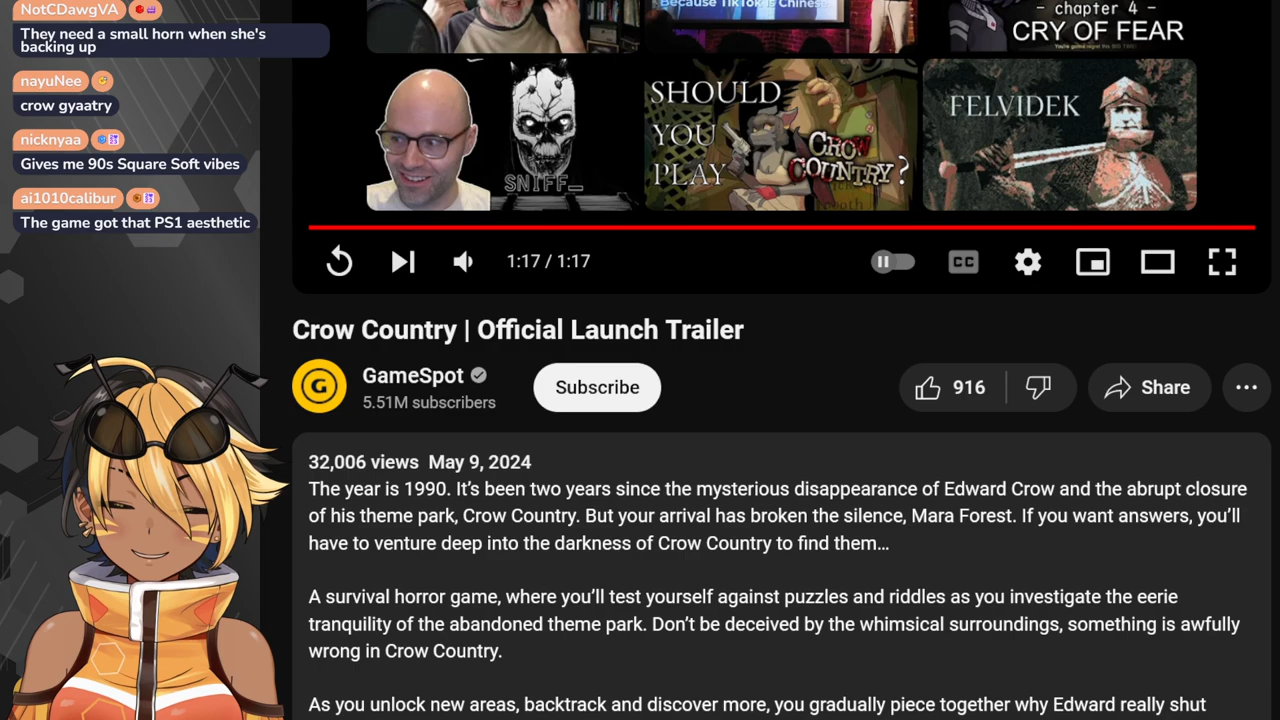 NotCDawgVA
They need a small horn when she's
backing up
nayuNee
crow gyaatry
nicknyaa
Gives me 90s Square Soft vibes
ai1010calibur
The game got that PS1 aesthetic
Because TikTok is Chinese
- chapter 4 -
CRY OF FEAR
SNIFF_
SHOULD
YOU
PLAY
CROW
COUNTRY?
FELVIDEK
1:17 / 1:17
CC
Crow Country | Official Launch Trailer
G
GameSpot
5.51M subscribers
Subscribe
916
Share
32,006 views May 9, 2024
The year is 1990. It’s been two years since the mysterious disappearance of Edward Crow and the abrupt closure
of his theme park, Crow Country. But your arrival has broken the silence, Mara Forest. If you want answers, you’ll
have to venture deep into the darkness of Crow Country to find them…
A survival horror game, where you’ll test yourself against puzzles and riddles as you investigate the eerie
tranquility of the abandoned theme park. Don’t be deceived by the whimsical surroundings, something is awfully
wrong in Crow Country.
As you unlock new areas, backtrack and discover more, you gradually piece together why Edward really shut